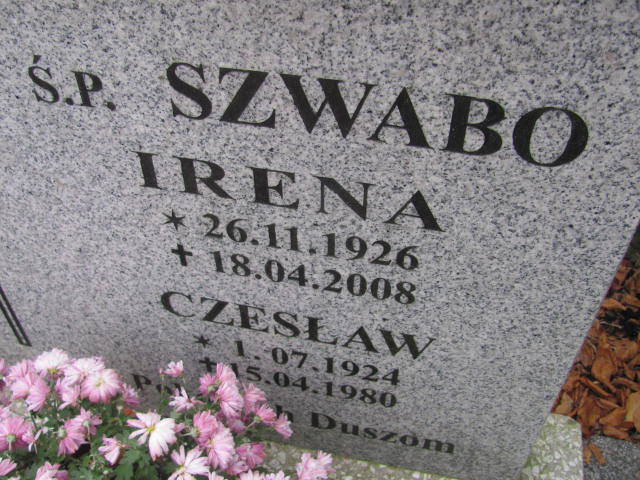 Ś.P. SZWABO
IRENA
* 26.11.1926
† 18.04.2008
CZESŁAW
* 1.07.1924
† 15.04.1980
Duszom